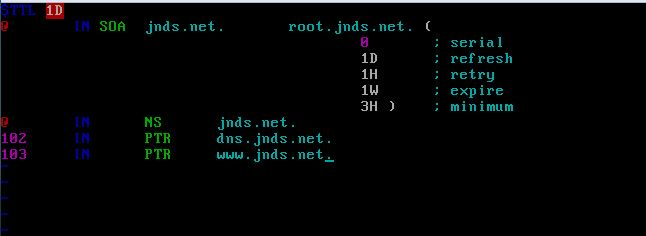 $TTL 1D
@ IN SOA jnds.net. root.jnds.net. (
0 ; serial
1D ; refresh
1H ; retry
1W ; expire
3H ) ; minimum
@ IN NS jnds.net.
102 IN PTR dns.jnds.net.
103 IN PTR www.jnds.net.
~
~
~
~
~